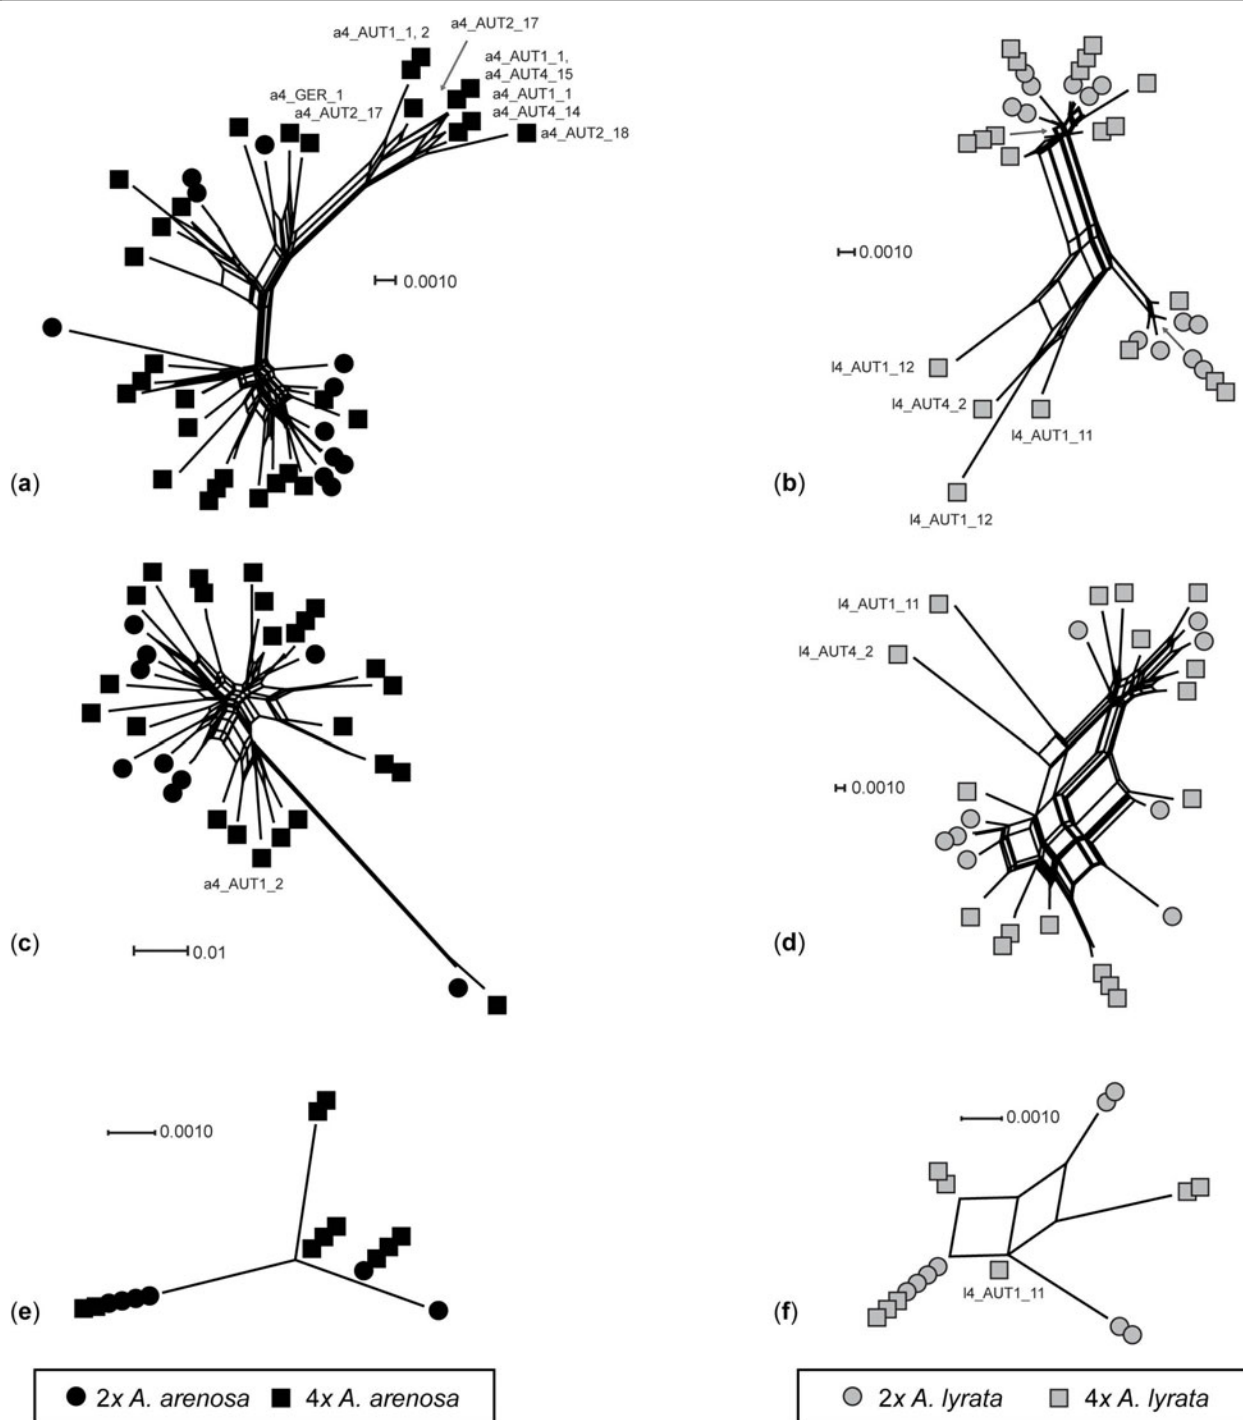 a4_AUT1_1, 2
a4_AUT2_17
a4_AUT1_1,
a4_AUT4_15
a4_AUT1_1
a4_AUT4_14
a4_AUT2_18
a4_GER_1
a4_AUT2_17
0.0010
(a)
0.0010
l4_AUT1_12
l4_AUT4_2
l4_AUT1_11
l4_AUT1_12
(b)
a4_AUT1_2
0.01
(c)
l4_AUT1_11
l4_AUT4_2
0.0010
(d)
0.0010
(e)
0.0010
l4_AUT1_11
(f)
2x A. arenosa 4x A. arenosa
2x A. lyrata 4x A. lyrata